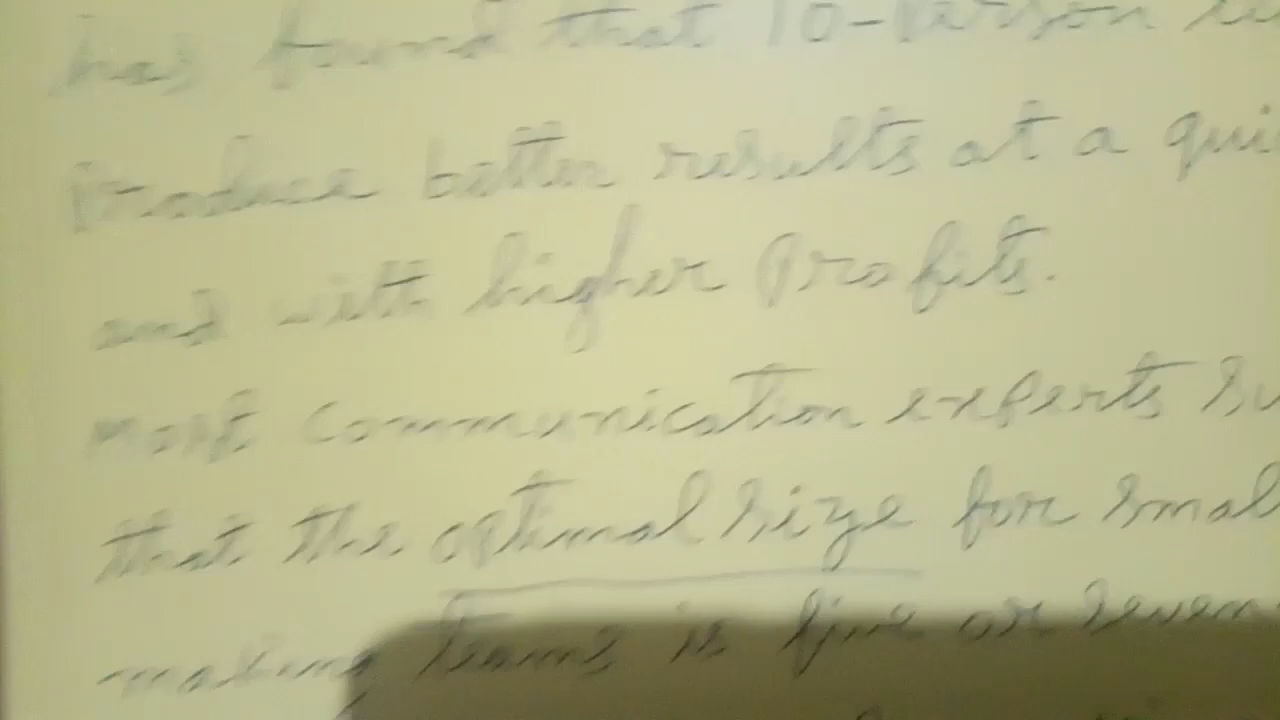 has found that 10-Person
Produce better results at a
and with higher Profits.
most communication experts
that the optimal size for
making teams is five or seven